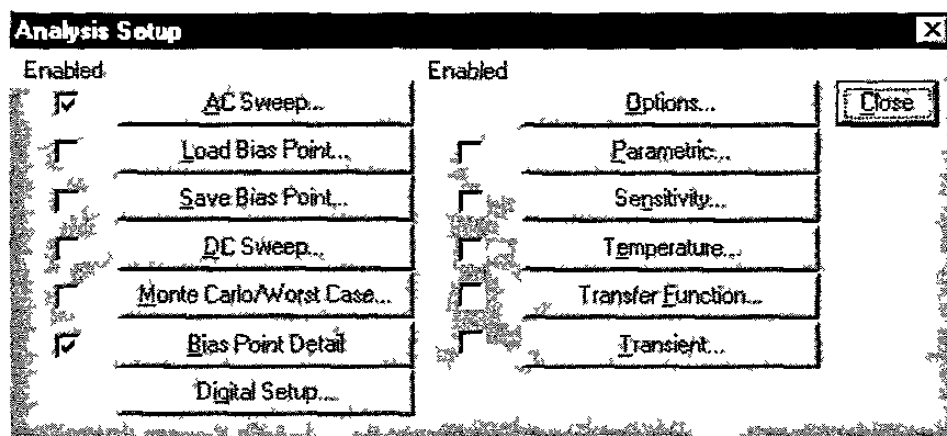 Analysis Setup
Enabled Enabled
AC Sweep... Options... Close
Load Bias Point... Parametric...
Save Bias Point... Sensitivity...
DC Sweep... Temperature...
Monte Carlo/Worst Case... Transfer Function...
Bias Point Detail Transient...
Digital Setup...